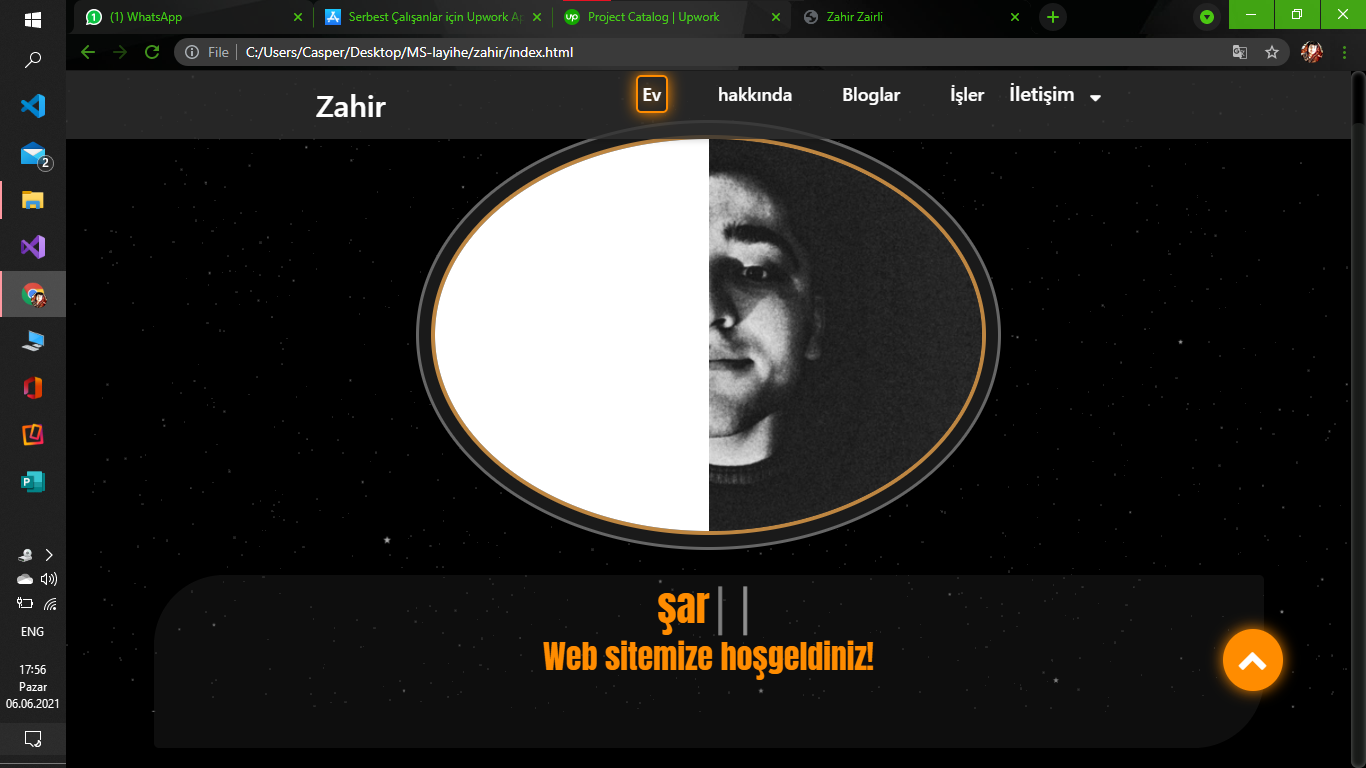 (1) WhatsApp
Serbest Çalışanlar için Upwork Ap
Project Catalog | Upwork
Zahir Zairli
File
C:/Users/Casper/Desktop/MS-layihe/zahir/index.html
Zahir
Ev
hakkında
Bloglar
İşler
İletişim
2
şar
Web sitemize hoşgeldiniz!
ENG
17:56
Pazar
06.06.2021